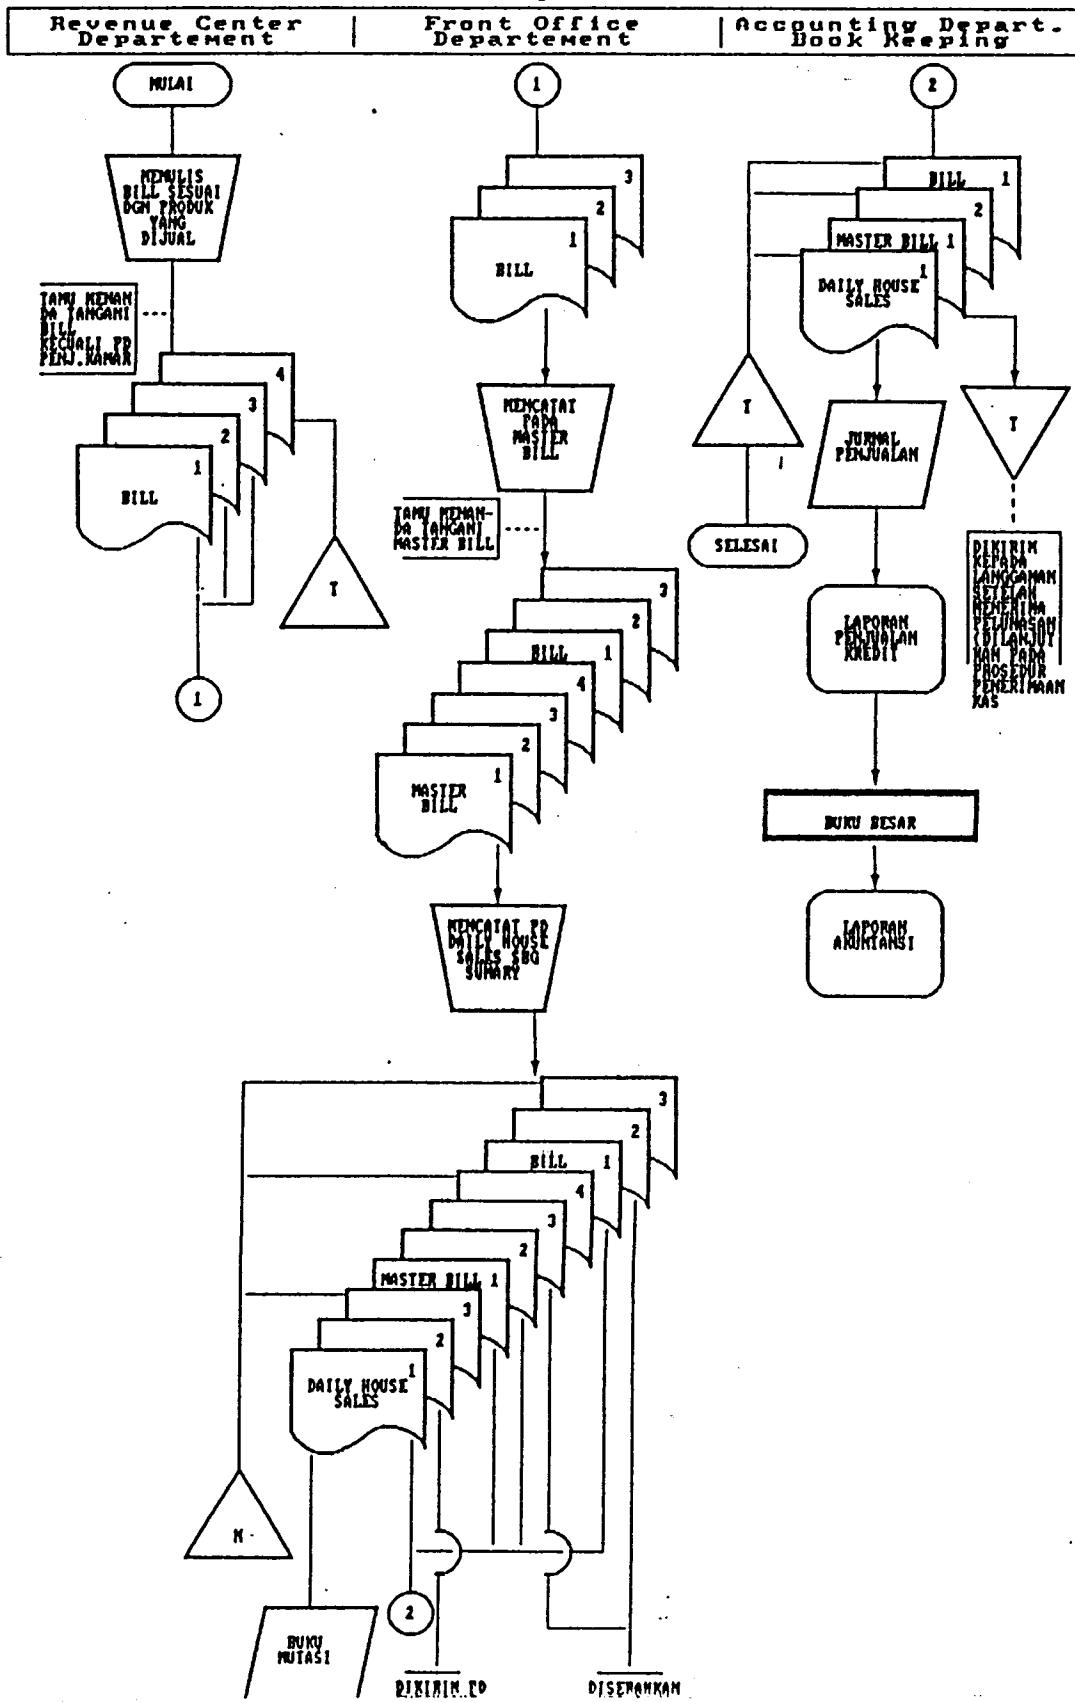 Revenue Center
Departement
Front Office
Departement
Accounting Depart.
Book Keeping
MULAI
MENULIS
BILL SESUAI
DGN PRODUK
YANG
DIJUAL
TAMU MENAN
DA TANGANI
BILL
KECUALI PD
PENJ.KAMAR
4
3
2
1
BILL
T
1
1
3
2
1
BILL
MENCATAT
PADA
MASTER
BILL
TAMU MENAN-
DA TANGANI
MASTER BILL
3
2
BILL 1
4
3
2
1
MASTER
BILL
MENCATAT PD
DAILY HOUSE
SALES SBG
SUMARY
3
2
BILL 1
4
3
2
MASTER BILL 1
3
2
1
DAILY HOUSE
SALES
N
2
BUKU
MUTASI
DIKIRIM PD
DISERAHKAN
2
BILL 1
2
MASTER BILL 1
1
DAILY HOUSE
SALES
T
SELESAI
JURNAL
PENJUALAN
T
DIKIRIM
KEPADA
LANGGANAN
SETELAH
MENERIMA
PELUNASAN
(DILANJUT
KAN PADA
PROSEDUR
PENERIMAAN
KAS
LAPORAN
PENJUALAN
KREDIT
BUKU BESAR
LAPORAN
AKUNTANSI